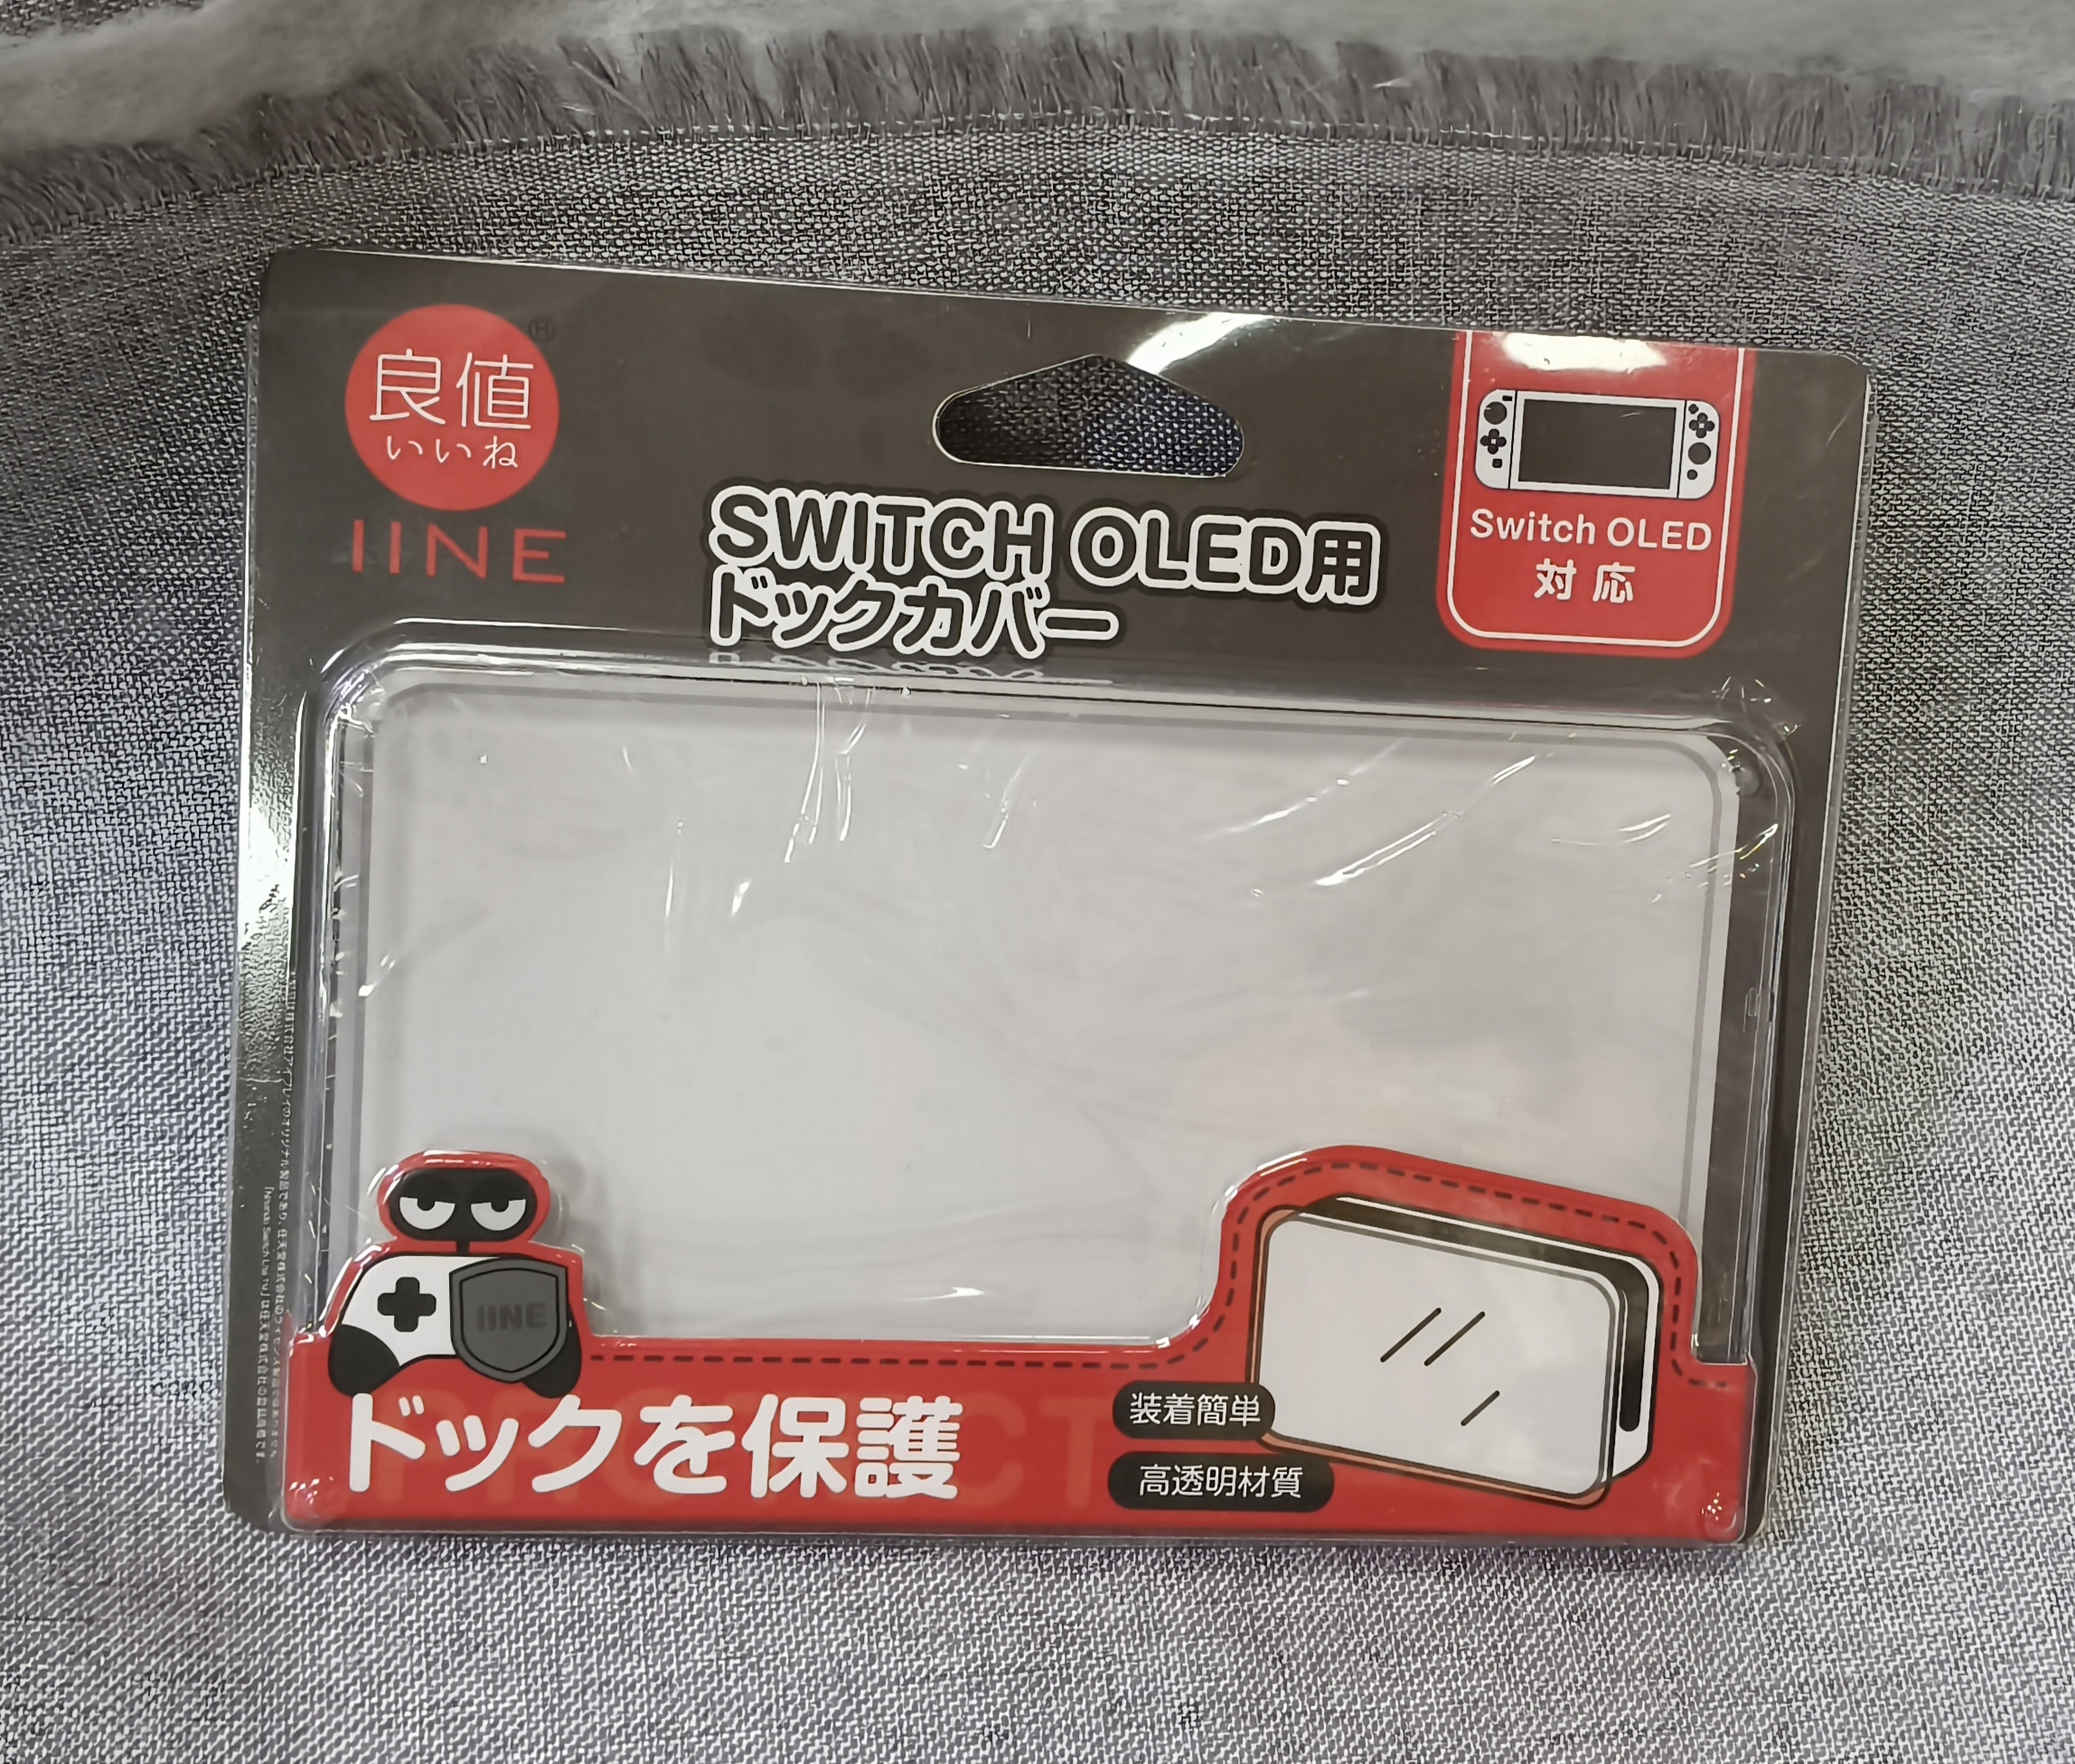 良値
®
いいね
IINE
SWITCH OLED用
ドックカバー
Switch OLED
対応
IINE
ドックを保護
装着簡単
高透明材質